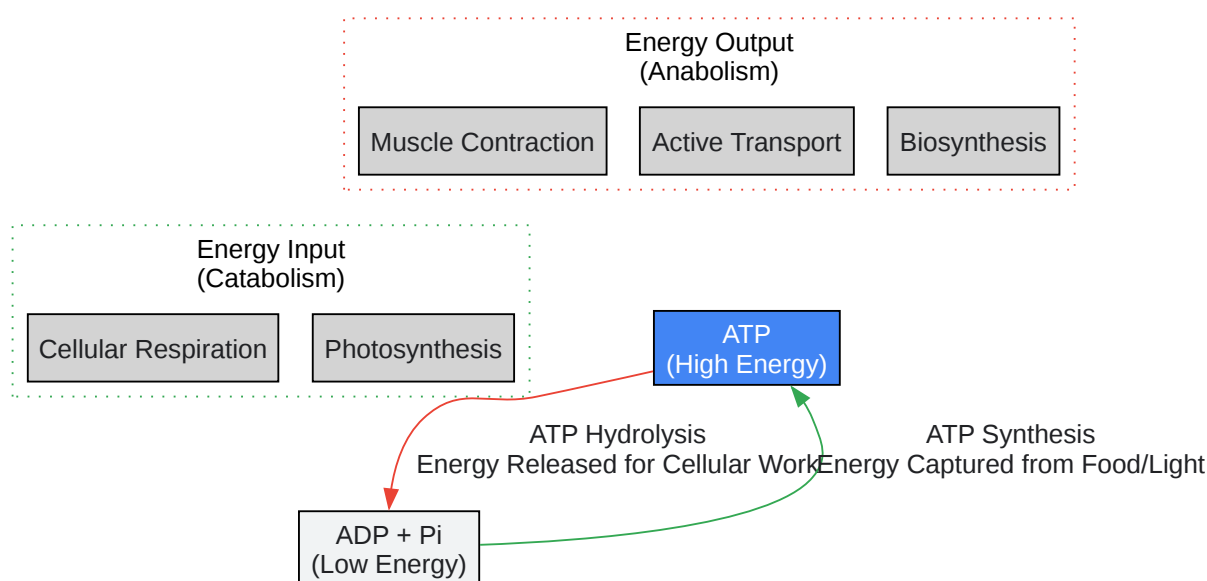 Energy Output
(Anabolism)
Muscle Contraction
Active Transport
Biosynthesis
Energy Input
(Catabolism)
Cellular Respiration
Photosynthesis
ATP
(High Energy)
ATP Hydrolysis
Energy Released for Cellular Work
ATP Synthesis
Energy Captured from Food/Light
ADP + Pi
(Low Energy)